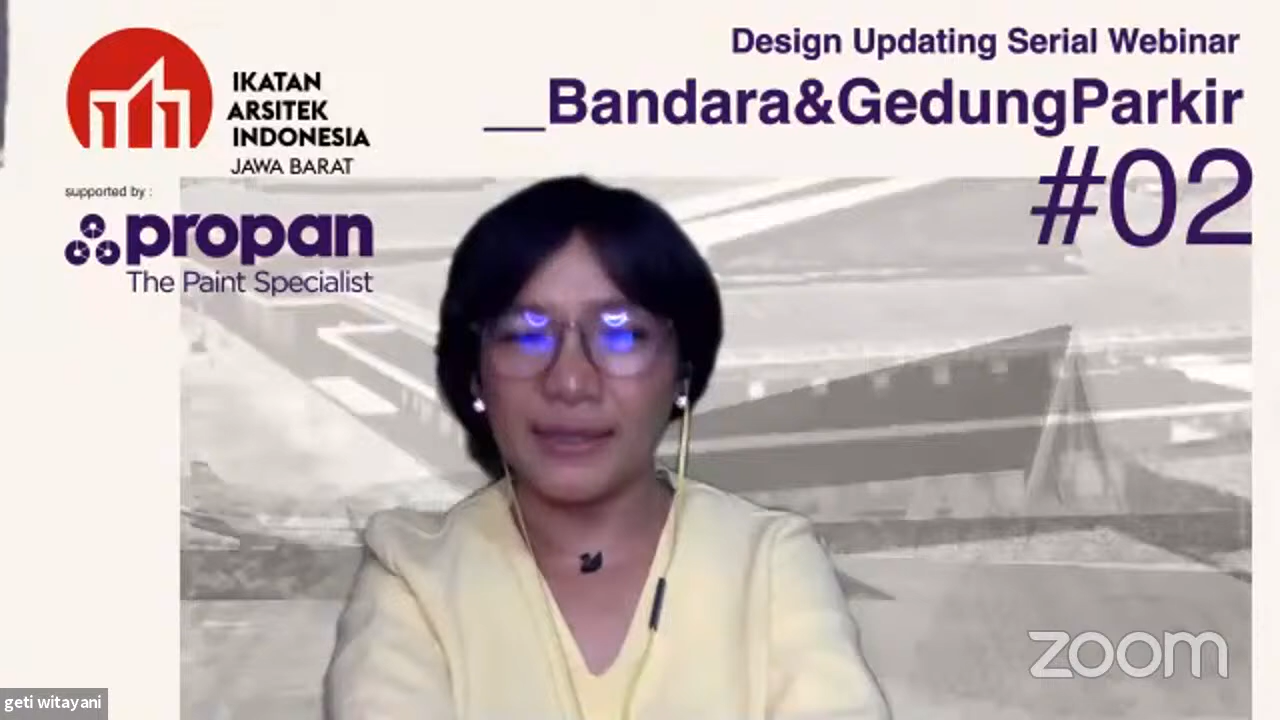 Design Updating Serial Webinar
__Bandara&GedungParkir
#02
IKATAN
ARSITEK
INDONESIA
JAWA BARAT
supported by :
propan
The Paint Specialist
zoom
geti witayani